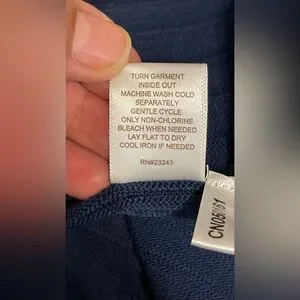 TURN GARMENT
INSIDE OUT
MACHINE WASH COLD
SEPARATELY
GENTLE CYCLE
ONLY NON-CHLORINE
BLEACH WHEN NEEDED
LAY FLAT TO DRY
COOL IRON IF NEEDED
RN#23243